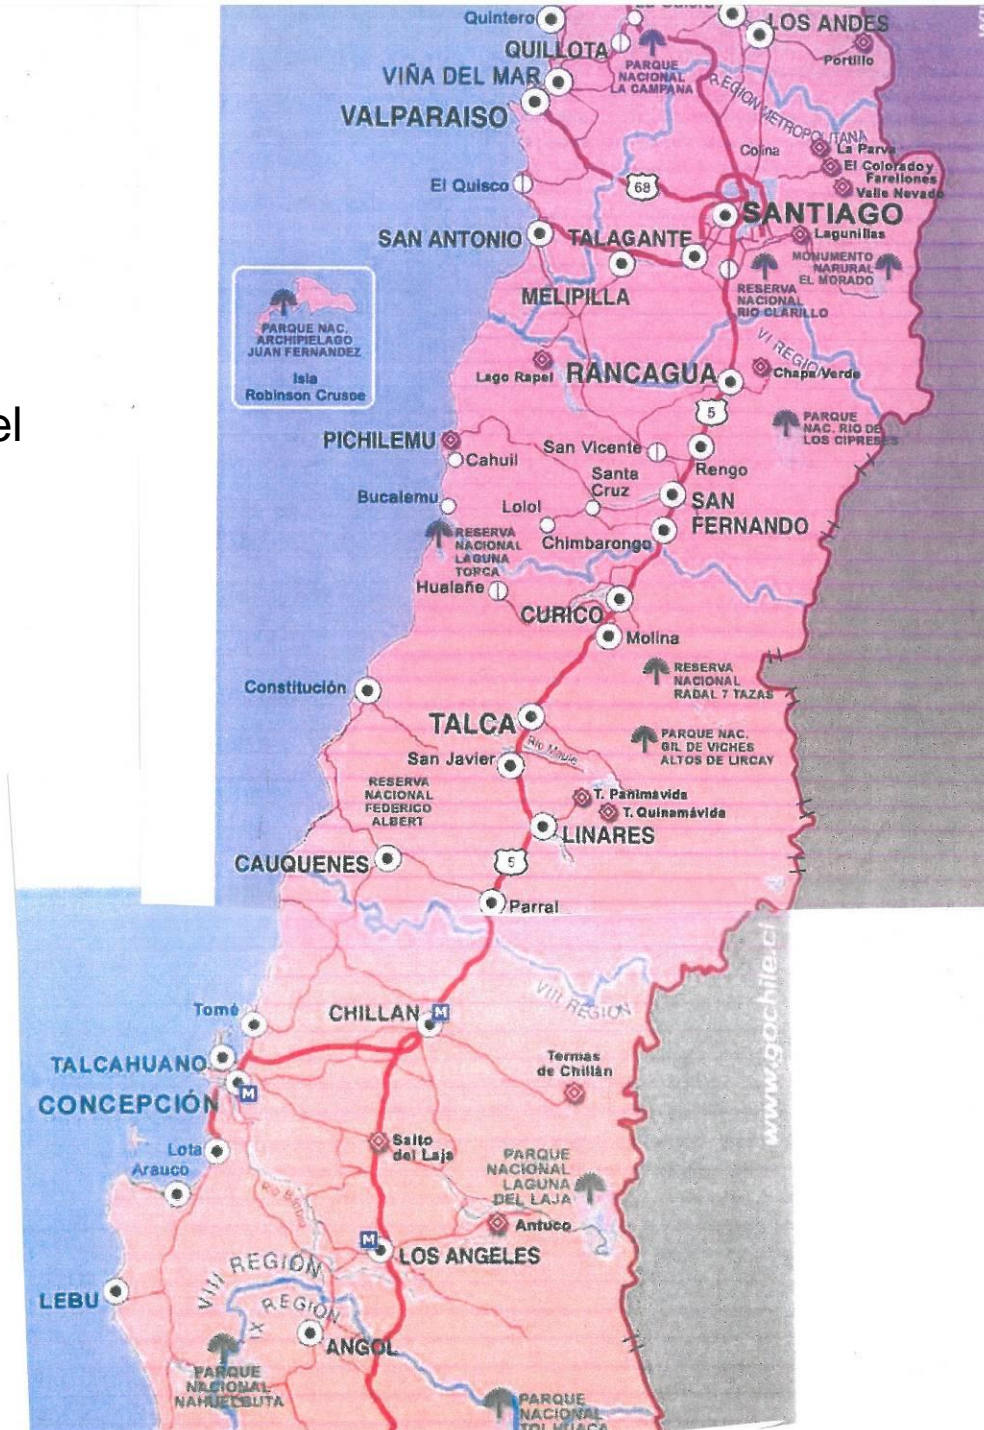 Quintero
LOS ANDES
QUILLOTA
Portillo
PARQUE
NACIONAL
LA CAMPANA
VIÑA DEL MAR
VALPARAISO
REGION METROPOLITANA
Colina
La Parva
El Colorado y
Farellones
Valle Nevado
El Quisco
68
SANTIAGO
SAN ANTONIO
TALAGANTE
Lagunillas
MELIPILLA
MONUMENTO
NARURAL
EL MORADO
RESERVA
NACIONAL
RIO CLARILLO
PARQUE NAC.
ARCHIPIELAGO
JUAN FERNANDEZ
Isla
Robinson Crusoe
VI REGION
Lago Rapel
RANCAGUA
Chapa Verde
5
el
PARQUE
NAC. RIO DE
LOS CIPRESES
PICHILEMU
Cahuil
San Vicente
Rengo
Santa
Cruz
Bucalemu
Lolol
SAN
FERNANDO
RESERVA
NACIONAL
LAGUNA
TORCA
Chimbarongo
Hualañe
CURICO
Molina
RESERVA
NACIONAL
RADAL 7 TAZAS
Constitución
TALCA
PARQUE NAC.
GIL DE VICHES
ALTOS DE LIRCAY
San Javier
Rio Maule
RESERVA
NACIONAL
FEDERICO
ALBERT
T. Panimavida
T. Quinamávida
LINARES
CAUQUENES
5
Parral
www.gochile.cl
VIII REGION
Tomé
CHILLAN
M
TALCAHUANO
Termas
de Chillán
CONCEPCIÓN
M
Lota
Arauco
Salto
del Laja
PARQUE
NACIONAL
LAGUNA
DEL LAJA
Antuco
M
LOS ANGELES
VIII REGION
IX REGION
LEBU
ANGOL
PARQUE
NACIONAL
NAHUELBUTA
PARQUE
NACIONAL
TOLHUACA